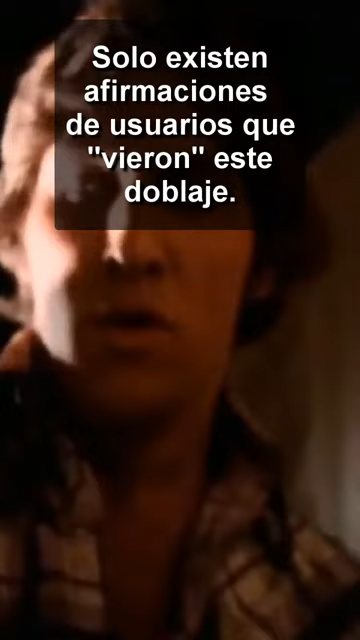 Solo existen
afirmaciones
de usuarios que
"vieron" este
doblaje.